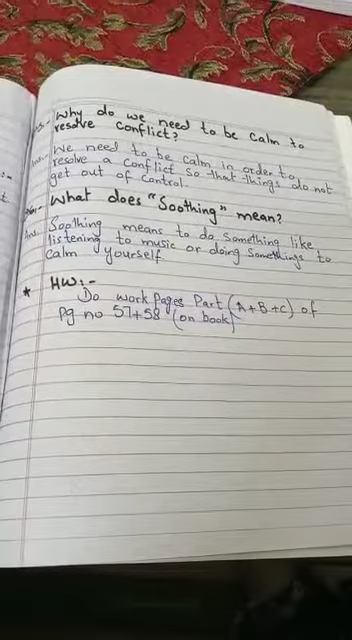 Why do we need to be calm to
resolve conflict?
Ans:- We need to be calm in order to
resolve a conflict so that things do not
get out of control.
What does "Soothing" mean?
Ans:- Soothing means to do something like
listening to music or doing somethings to
calm yourself
* HW:-
Do work pages Part (A+B+C) of
Pg no 57+58 (on book)